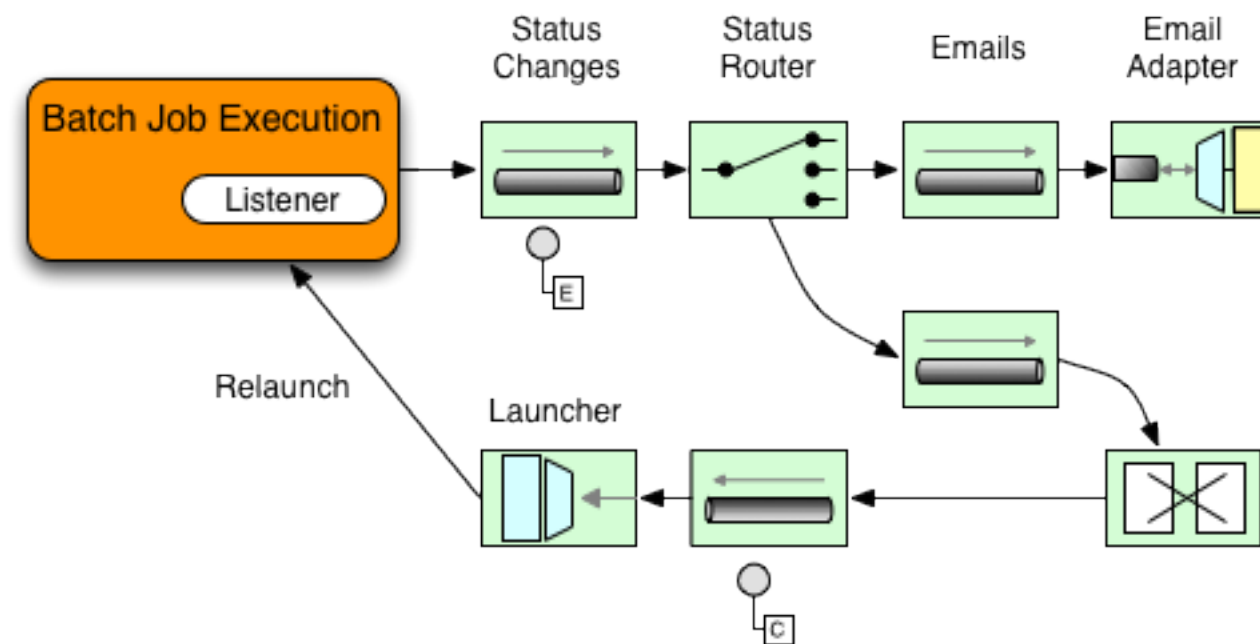 Status
Changes
Status
Router
Emails
Email
Adapter
Batch Job Execution
Listener
E
Relaunch
Launcher
C